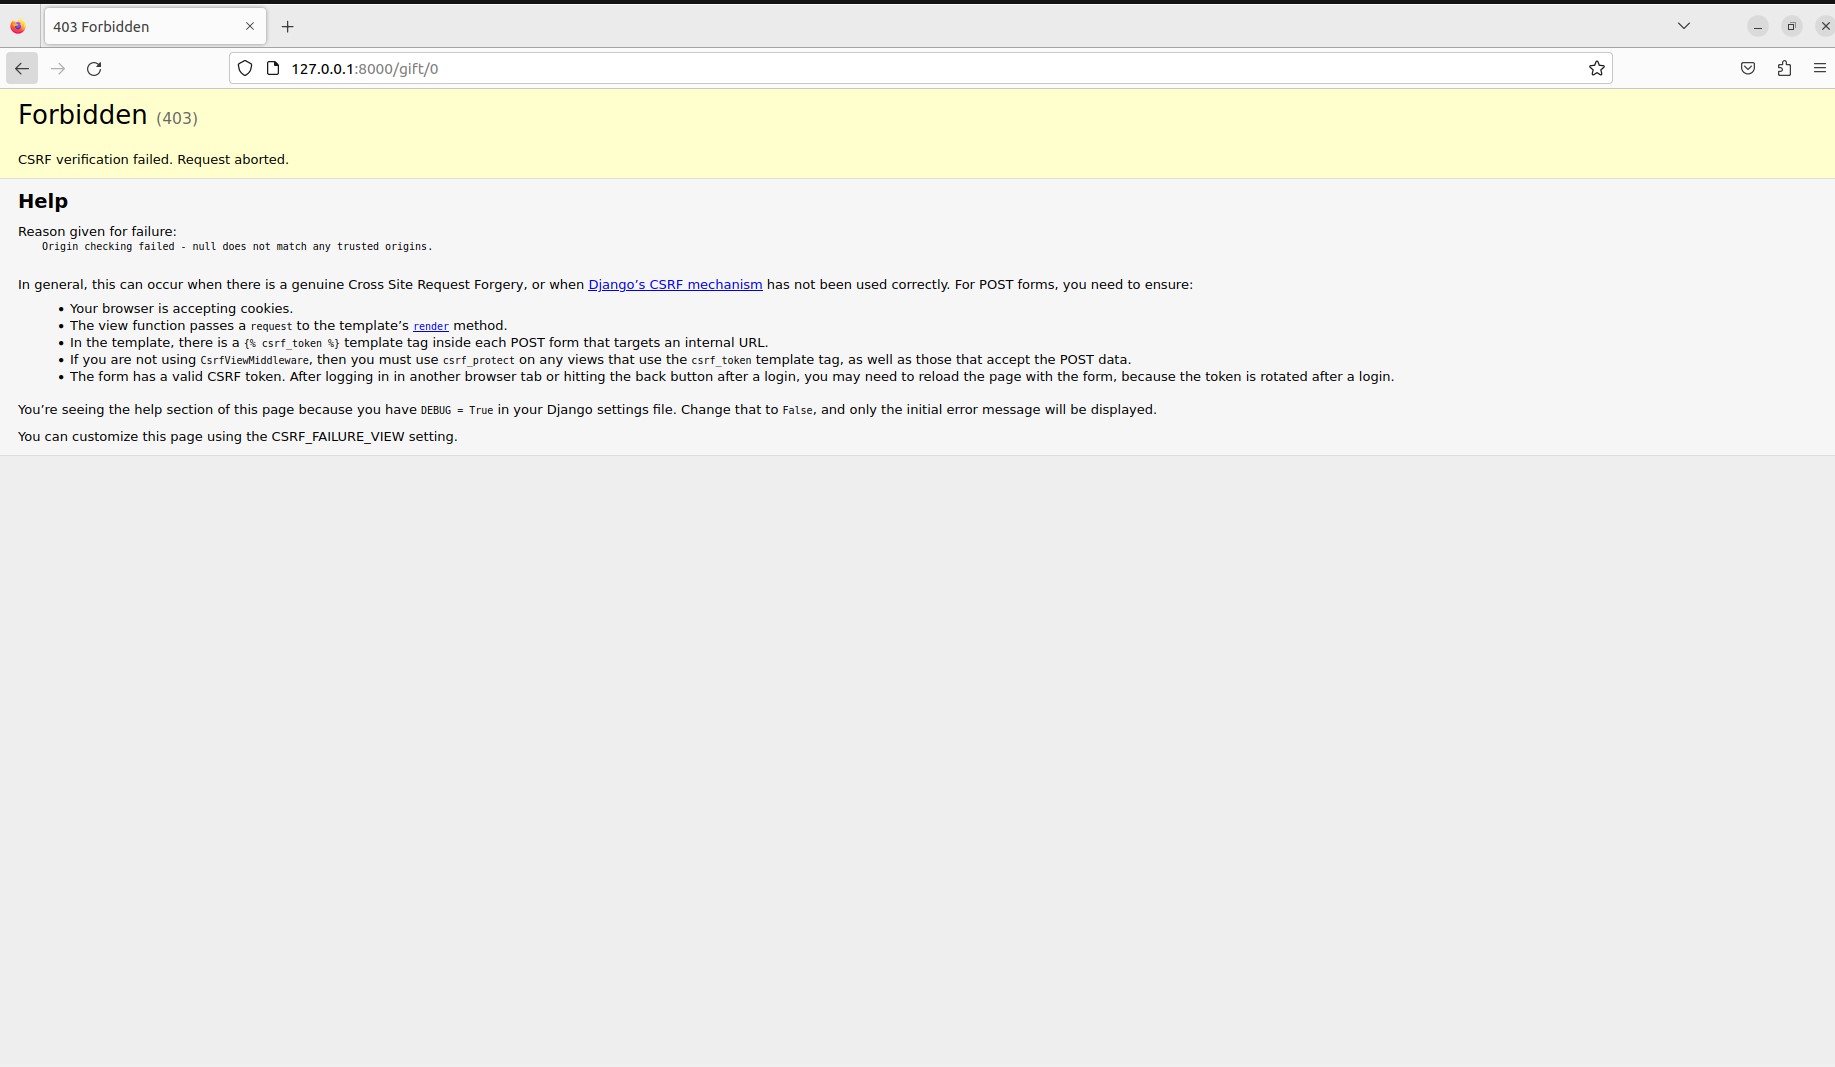 403 Forbidden
127.0.0.1:8000/gift/0
Forbidden (403)
CSRF verification failed. Request aborted.
Help
Reason given for failure:
Origin checking failed - null does not match any trusted origins.
In general, this can occur when there is a genuine Cross Site Request Forgery, or when Django’s CSRF mechanism has not been used correctly. For POST forms, you need to ensure:
• Your browser is accepting cookies.
• The view function passes a request to the template’s render method.
• In the template, there is a {% csrf_token %} template tag inside each POST form that targets an internal URL.
• If you are not using CsrfViewMiddleware, then you must use csrf_protect on any views that use the csrf_token template tag, as well as those that accept the POST data.
• The form has a valid CSRF token. After logging in in another browser tab or hitting the back button after a login, you may need to reload the page with the form, because the token is rotated after a login.
You’re seeing the help section of this page because you have DEBUG = True in your Django settings file. Change that to False, and only the initial error message will be displayed.
You can customize this page using the CSRF_FAILURE_VIEW setting.